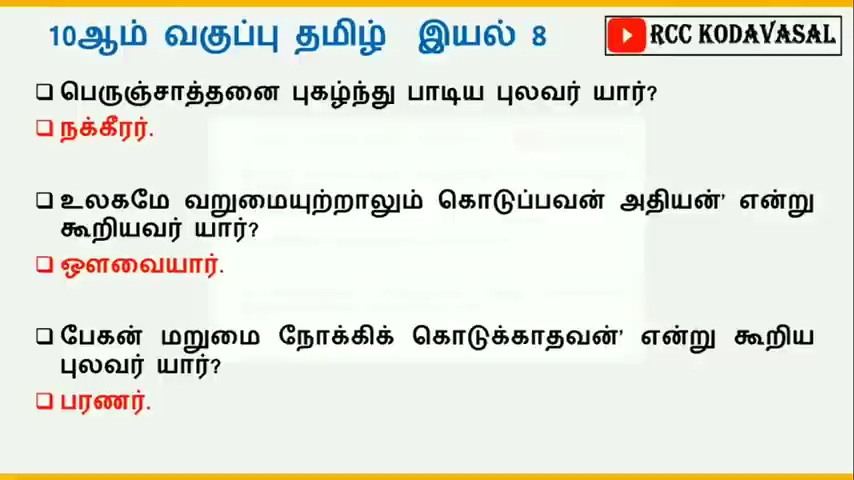 10ஆம் வகுப்பு தமிழ் இயல் 8
RCC KODAVASAL
பெருஞ்சாத்தனை புகழ்ந்து பாடிய புலவர் யார்?
நக்கீரர்.
உலகமே வறுமையுற்றாலும் கொடுப்பவன் அதியன்' என்று
கூறியவர் யார்?
ஔவையார்.
பேகன் மறுமை நோக்கிக் கொடுக்காதவன்' என்று கூறிய
புலவர் யார்?
பரணர்.